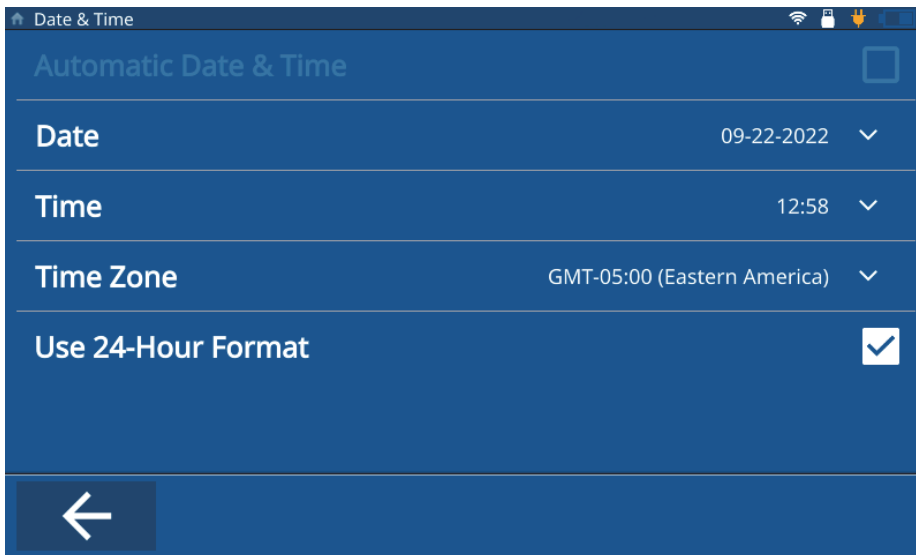 Date & Time
Automatic Date & Time
Date 09-22-2022
Time 12:58
Time Zone GMT-05:00 (Eastern America)
Use 24-Hour Format